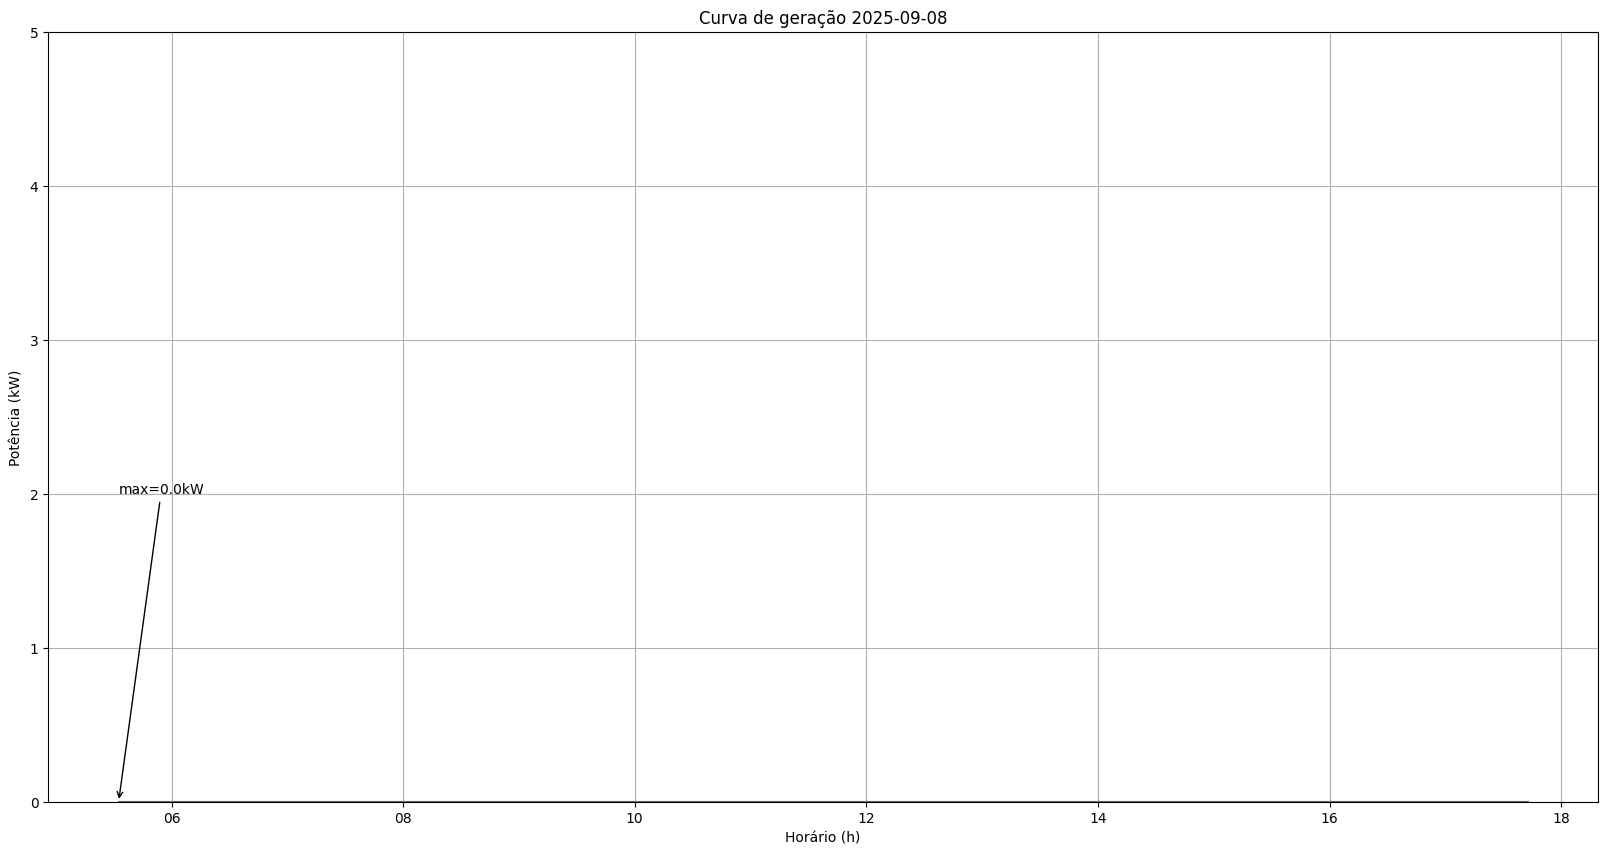 Curva de geração 2025-09-08
5
4
3
2
1
0
Potência (kW)
max=0.0kW
06 08 10 12 14 16 18
Horário (h)